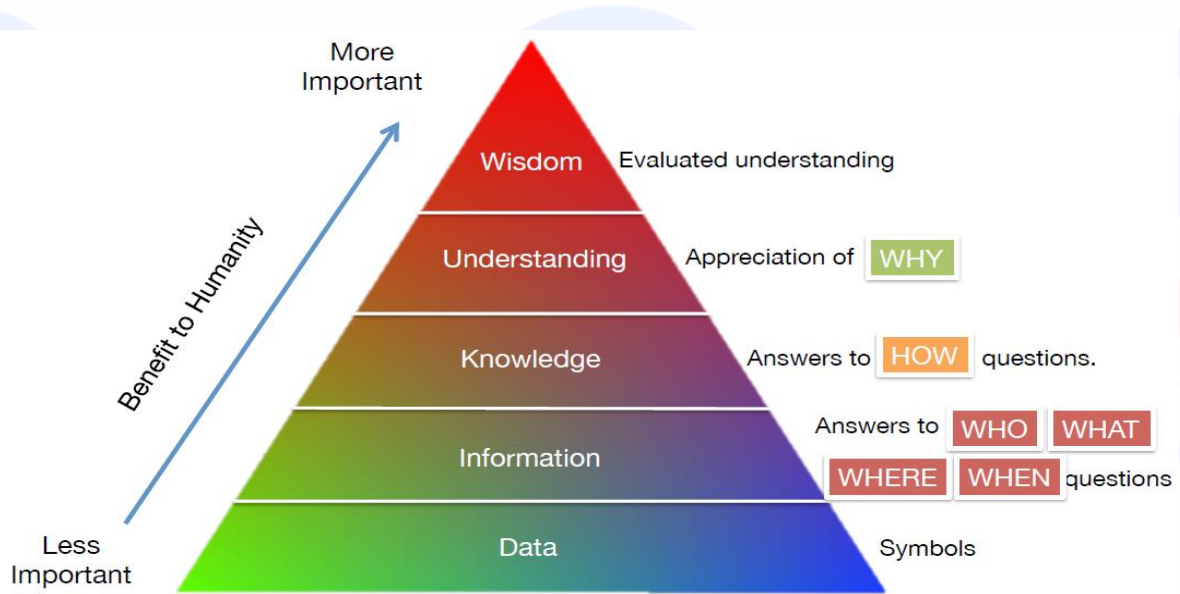 More
Important
Wisdom Evaluated understanding
Understanding Appreciation of WHY
Benefit to Humanity
Knowledge Answers to HOW questions.
Answers to WHO WHAT
Information
WHERE WHEN questions
Less
Important
Data Symbols